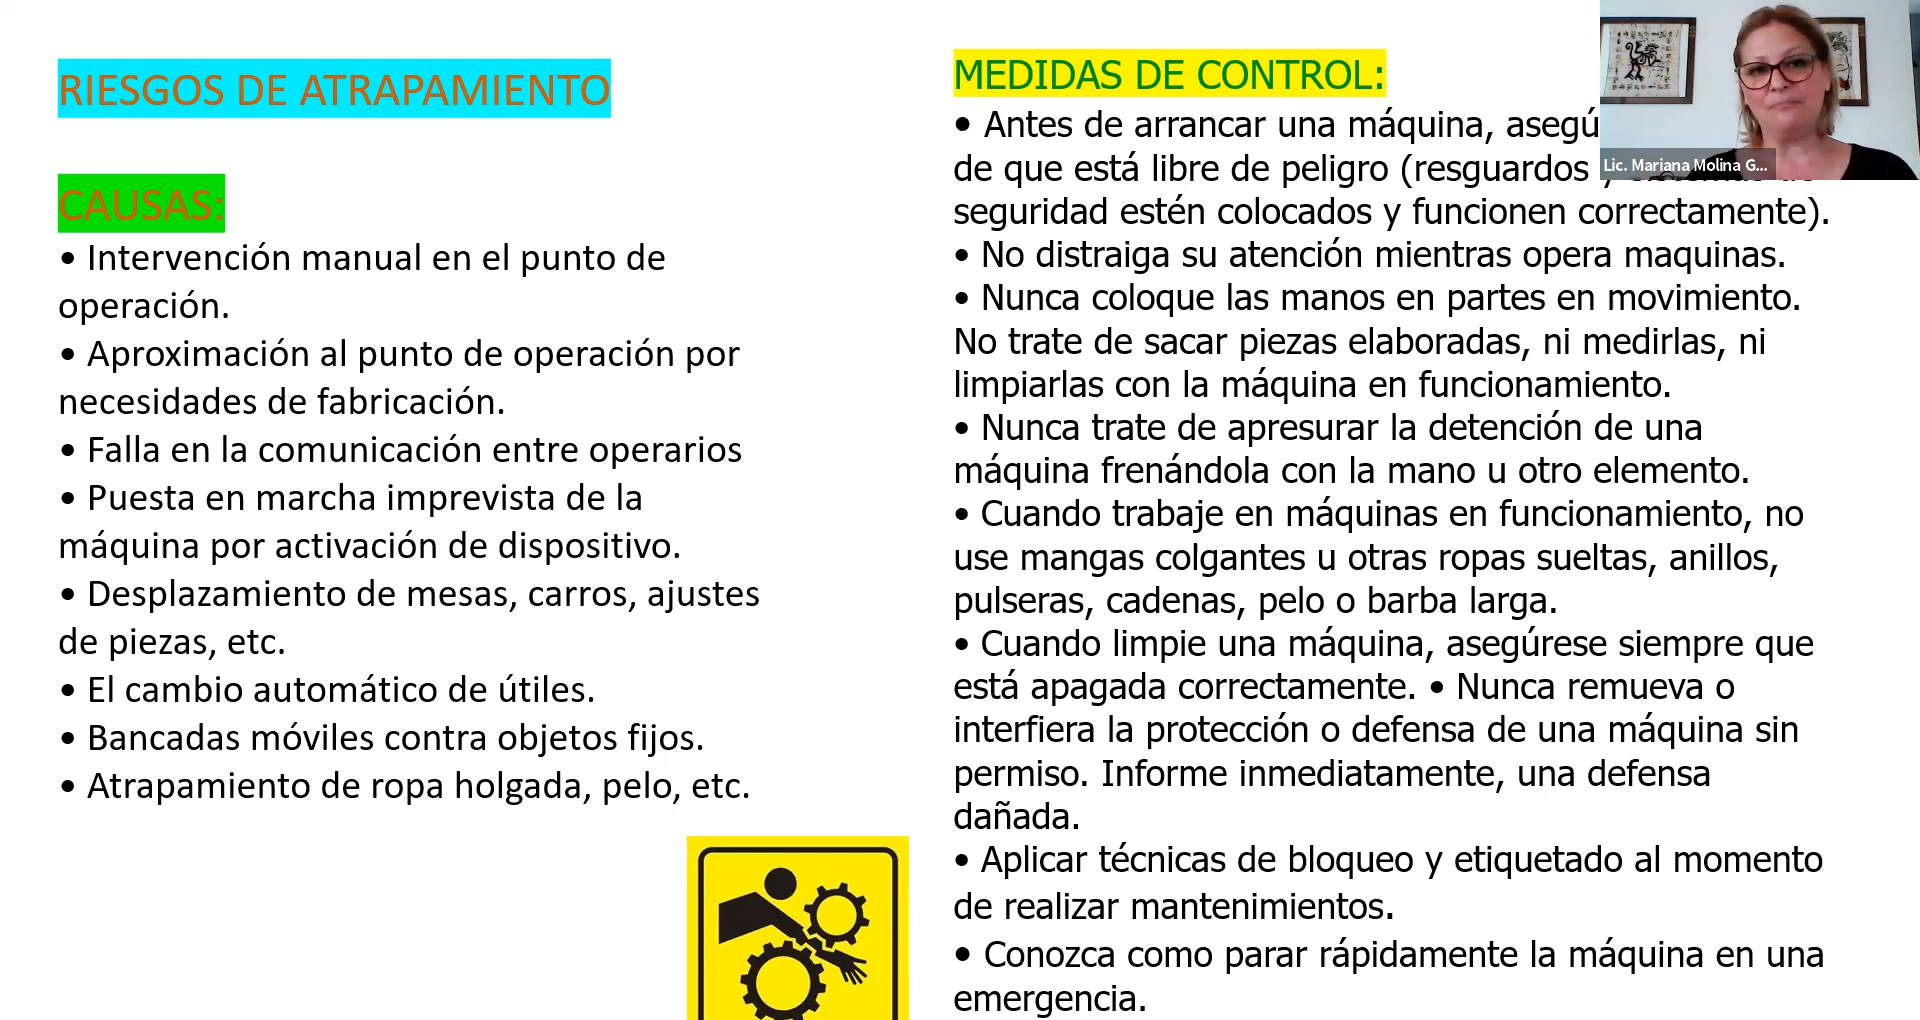 RIESGOS DE ATRAPAMIENTO
CAUSAS:
• Intervención manual en el punto de
operación.
• Aproximación al punto de operación por
necesidades de fabricación.
• Falla en la comunicación entre operarios
• Puesta en marcha imprevista de la
máquina por activación de dispositivo.
• Desplazamiento de mesas, carros, ajustes
de piezas, etc.
• El cambio automático de útiles.
• Bancadas móviles contra objetos fijos.
• Atrapamiento de ropa holgada, pelo, etc.
MEDIDAS DE CONTROL:
• Antes de arrancar una máquina,
de que está libre de peligro (resguardos
seguridad estén colocados y funcionen correctamente).
• No distraiga su atención mientras opera maquinas.
• Nunca coloque las manos en partes en movimiento.
No trate de sacar piezas elaboradas, ni medirlas, ni
limpiarlas con la máquina en funcionamiento.
• Nunca trate de apresurar la detención de una
máquina frenándola con la mano u otro elemento.
• Cuando trabaje en máquinas en funcionamiento, no
use mangas colgantes u otras ropas sueltas, anillos,
pulseras, cadenas, pelo o barba larga.
• Cuando limpie una máquina, asegúrese siempre que
está apagada correctamente. • Nunca remueva o
interfiera la protección o defensa de una máquina sin
permiso. Informe inmediatamente, una defensa
dañada.
• Aplicar técnicas de bloqueo y etiquetado al momento
de realizar mantenimientos.
• Conozca como parar rápidamente la máquina en una
emergencia.
Lic. Mariana Molina G...